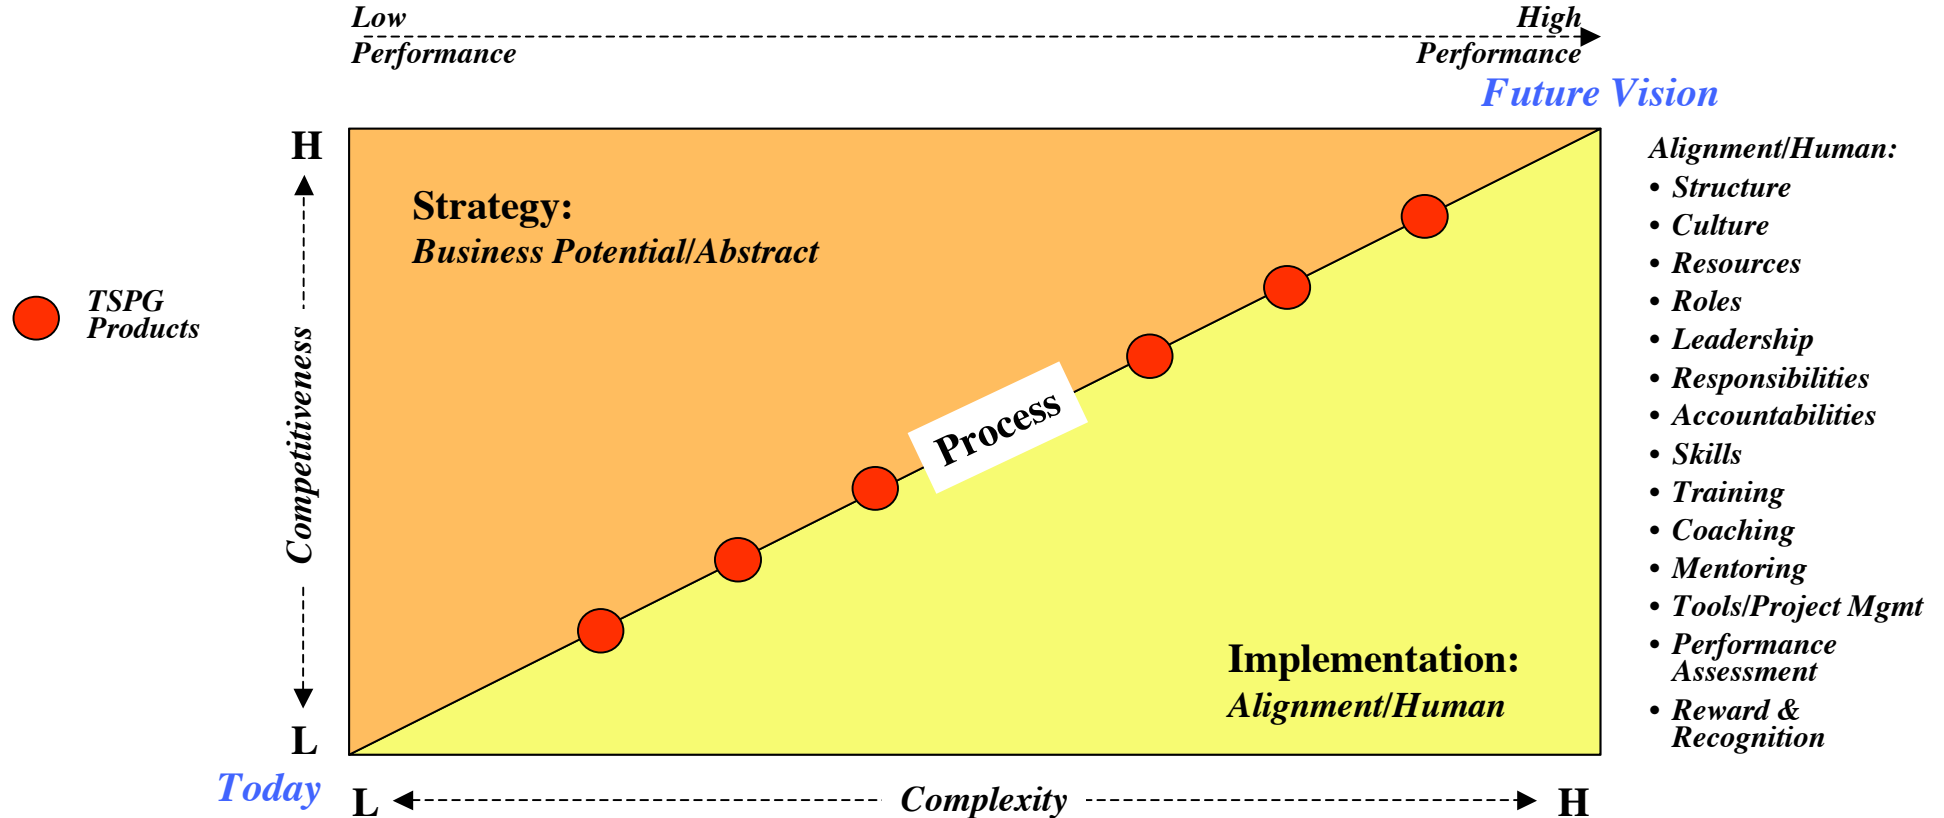 Low
Performance
High
Performance
Future Vision
H
Strategy:
Business Potential/Abstract
TSPG
Products
Competitiveness
Process
Implementation:
Alignment/Human
L
Today
L
Complexity
H
Alignment/Human:
• Structure
• Culture
• Resources
• Roles
• Leadership
• Responsibilities
• Accountabilities
• Skills
• Training
• Coaching
• Mentoring
• Tools/Project Mgmt
• Performance
Assessment
• Reward &
Recognition